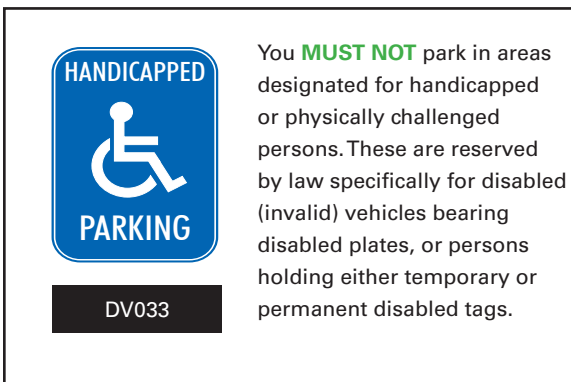 HANDICAPPED
PARKING
DV033
You MUST NOT park in areas
designated for handicapped
or physically challenged
persons. These are reserved
by law specifically for disabled
(invalid) vehicles bearing
disabled plates, or persons
holding either temporary or
permanent disabled tags.